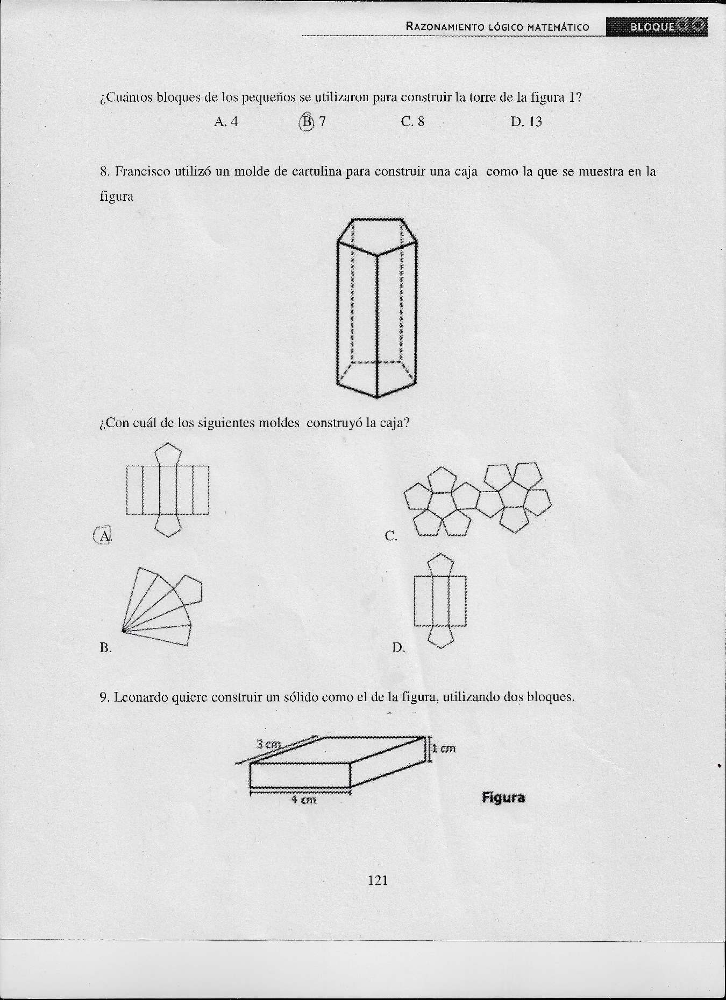 RAZONAMIENTO LÓGICO MATEMÁTICO BLOQUE
¿Cuántos bloques de los pequeños se utilizaron para construir la torre de la figura 1?
A. 4 B. 7 C. 8 D. 13
8. Francisco utilizó un molde de cartulina para construir una caja como la que se muestra en la
figura
¿Con cuál de los siguientes moldes construyó la caja?
A. C.
B. D.
9. Leonardo quiere construir un sólido como el de la figura, utilizando dos bloques.
3 cm
1 cm
4 cm
Figura
121